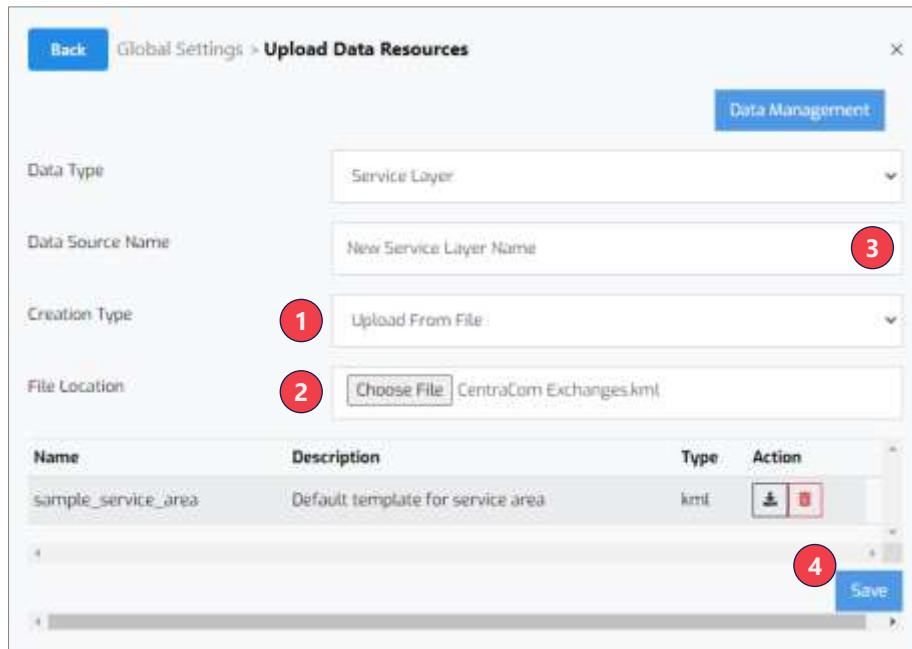 Back Global Settings > Upload Data Resources ×
Data Management
Data Type Service Layer
Data Source Name New Service Layer Name 3
Creation Type 1 Upload From File
File Location 2 Choose File CentraCom Exchanges.kml
Name Description Type Action
sample_service_area Default template for service area kml
4
Save